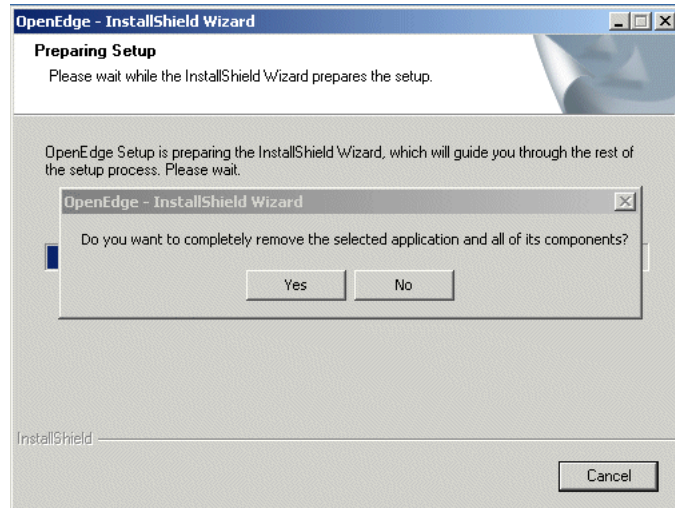 OpenEdge - InstallShield Wizard
Preparing Setup
Please wait while the InstallShield Wizard prepares the setup.
OpenEdge Setup is preparing the InstallShield Wizard, which will guide you through the rest of
the setup process. Please wait.
OpenEdge - InstallShield Wizard
Do you want to completely remove the selected application and all of its components?
Yes No
InstallShield
Cancel